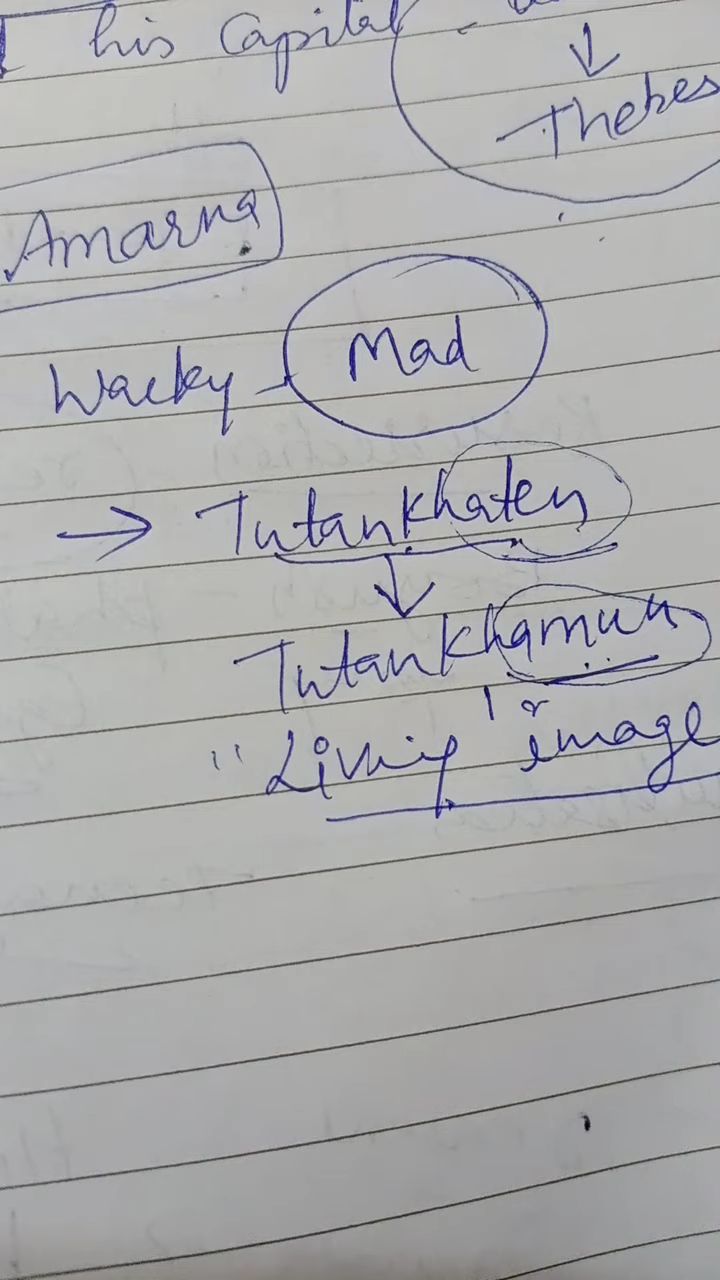 his Capital -
↓
Thebes
Amarna
Wacky - Mad
→ Tutankhaten
↓
Tutankhamun
"Living image